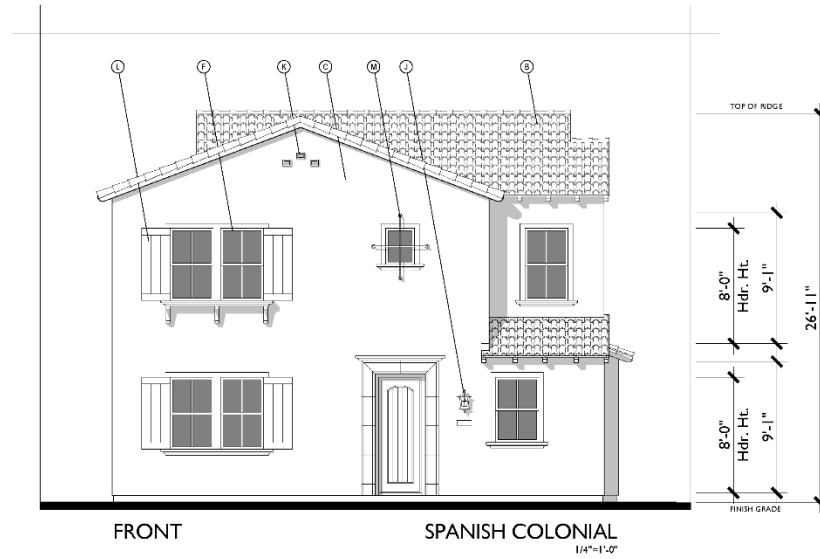 L F K C M J B
TOP OF RIDGE
8'-0"
Hdr. Ht.
9'-1"
26'-11"
8'-0"
Hdr. Ht.
9'-1"
FINISH GRADE
FRONT
SPANISH COLONIAL
1/4"=1'-0"